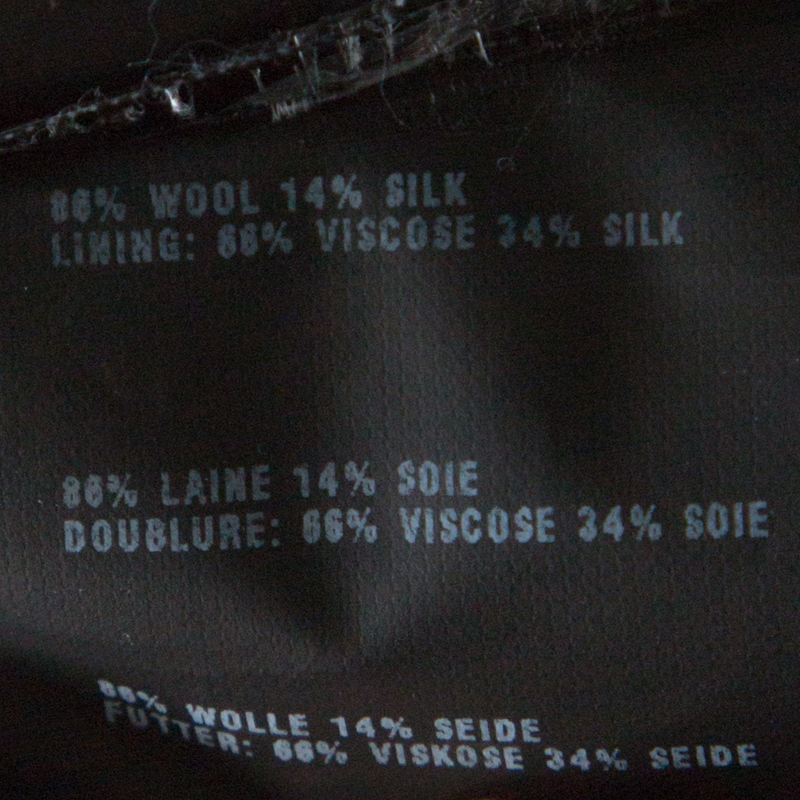 86% WOOL 14% SILK
LINING: 66% VISCOSE 34% SILK
86% LAINE 14% SOIE
DOUBLURE: 66% VISCOSE 34% SOIE
86% WOLLE 14% SEIDE
FUTTER: 66% VISKOSE 34% SEIDE